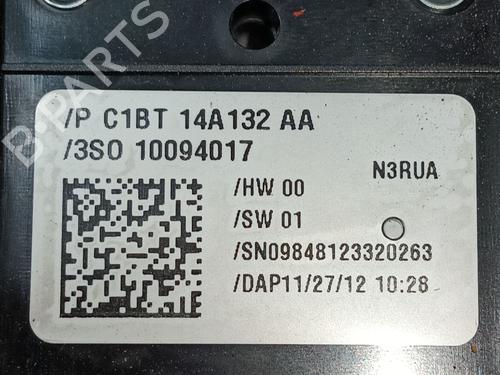 /P C1BT 14A132 AA
/3SO 10094017
N3RUA
/HW 00
/SW 01
/SN09848123320263
/DAP11/27/12 10:28
B-PARTS